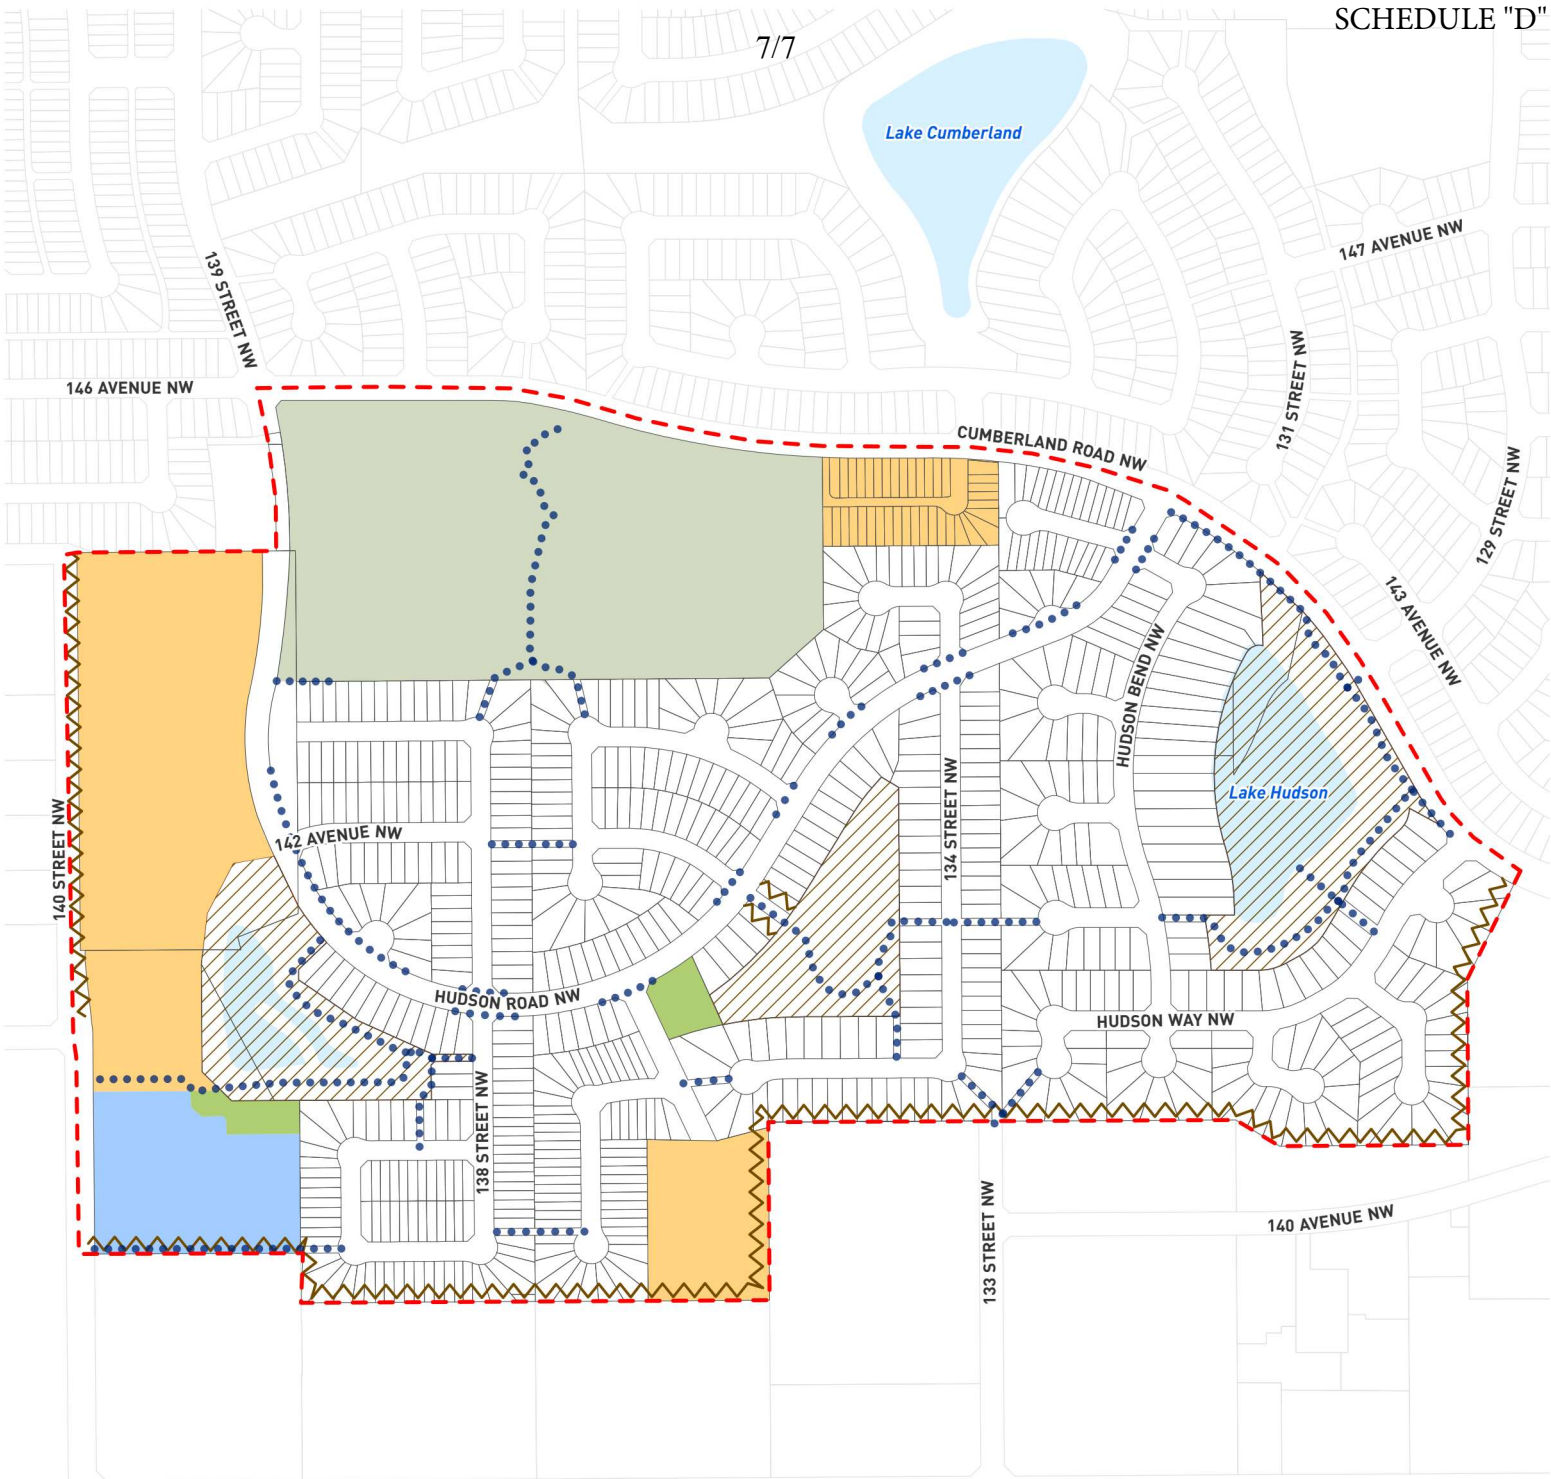 SCHEDULE "D"
7/7
Lake Cumberland
147 AVENUE NW
139 STREET NW
131 STREET NW
146 AVENUE NW
CUMBERLAND ROAD NW
129 STREET NW
143 AVENUE NW
HUDSON BEND NW
Lake Hudson
134 STREET NW
140 STREET NW
142 AVENUE NW
HUDSON ROAD NW
HUDSON WAY NW
138 STREET NW
133 STREET NW
140 AVENUE NW